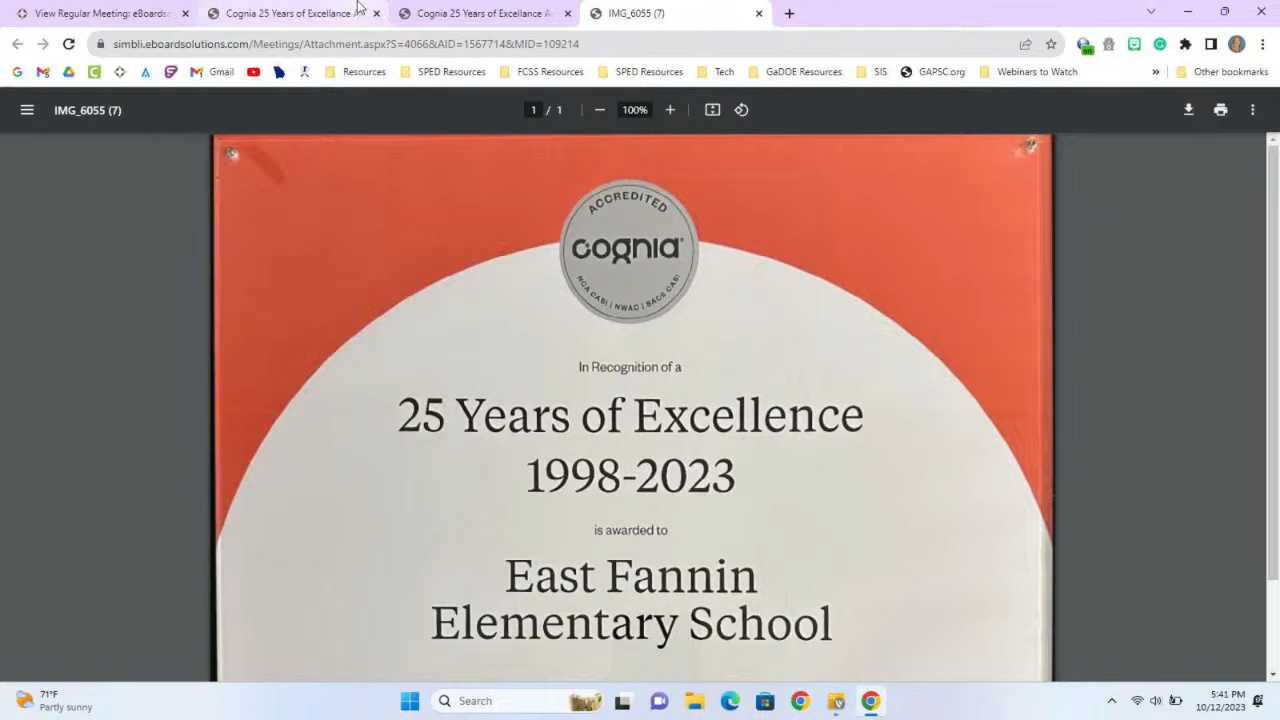 View Regular Meeting: eBoards
Cognia 25 Years of Excellence A
Cognia 25 Years of Excellence A
IMG_6055 (7)
simbli.eboardsolutions.com/Meetings/Attachment.aspx?S=4066&AID=1567714&MID=109214
on
Gmail
Resources
SPED Resources
FCSS Resources
SPED Resources
Tech
GaDOE Resources
SIS
GAPSC.org
Webinars to Watch
»
Other bookmarks
IMG_6055 (7)
1 / 1
100%
ACCREDITED
cognia
NCA CASI | NWAC | SACS CASI
In Recognition of a
25 Years of Excellence
1998-2023
is awarded to
East Fannin
Elementary School
71°F
Partly sunny
Search
5:41 PM
10/12/2023